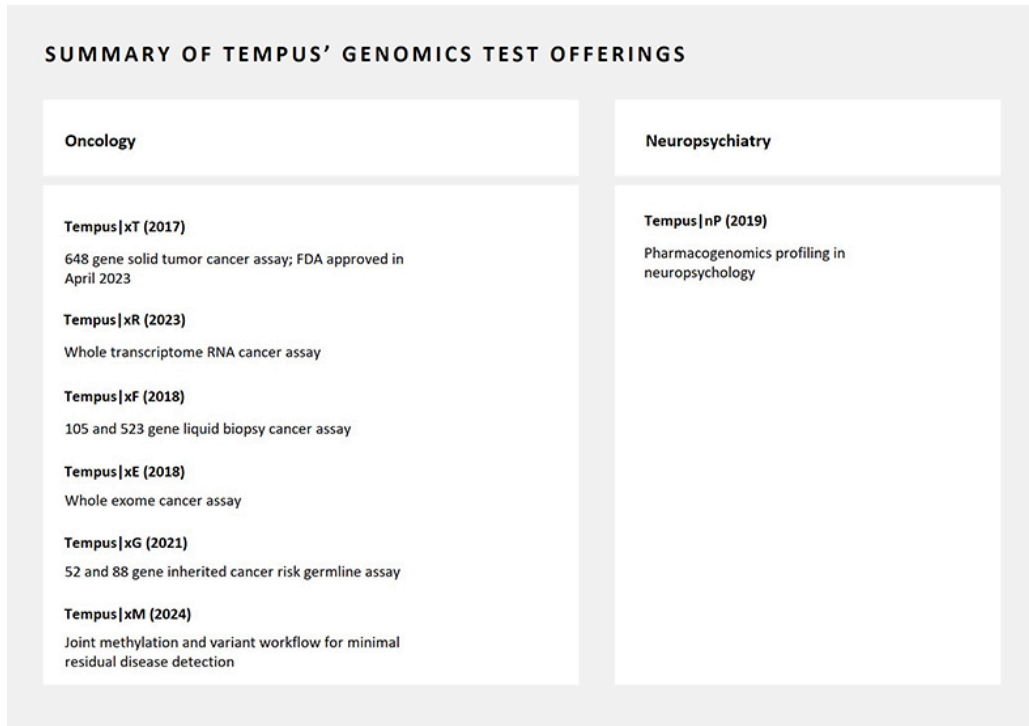 SUMMARY OF TEMPUS' GENOMICS TEST OFFERINGS
Oncology
Tempus|xT (2017)
648 gene solid tumor cancer assay; FDA approved in
April 2023
Tempus|xR (2023)
Whole transcriptome RNA cancer assay
Tempus|xF (2018)
105 and 523 gene liquid biopsy cancer assay
Tempus|xE (2018)
Whole exome cancer assay
Tempus|xG (2021)
52 and 88 gene inherited cancer risk germline assay
Tempus|xM (2024)
Joint methylation and variant workflow for minimal
residual disease detection
Neuropsychiatry
Tempus|nP (2019)
Pharmacogenomics profiling in
neuropsychology